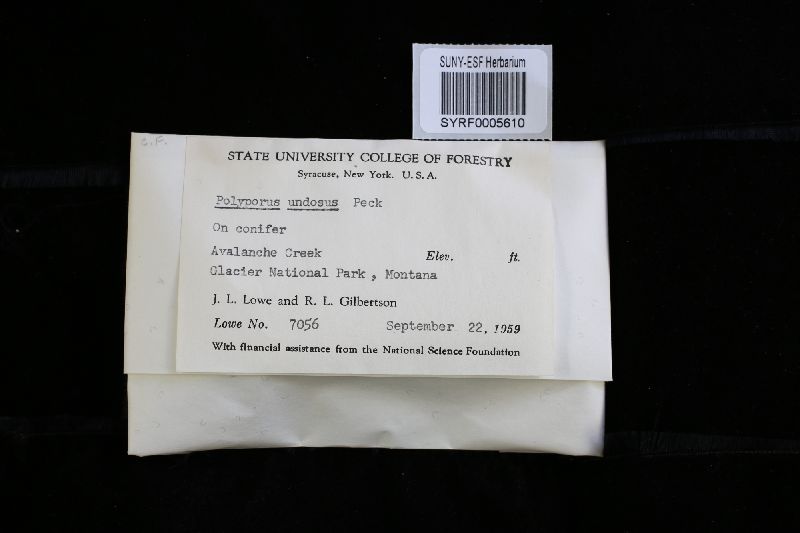 SUNY-ESF Herbarium
SYRF0005610
C.F.
STATE UNIVERSITY COLLEGE OF FORESTRY
Syracuse, New York. U. S. A.
Polyporus undosus Peck
On conifer
Avalanche Creek Elev. ft.
Glacier National Park, Montana
J. L. Lowe and R. L. Gilbertson
Lowe No. 7056 September 22, 1959
With financial assistance from the National Science Foundation